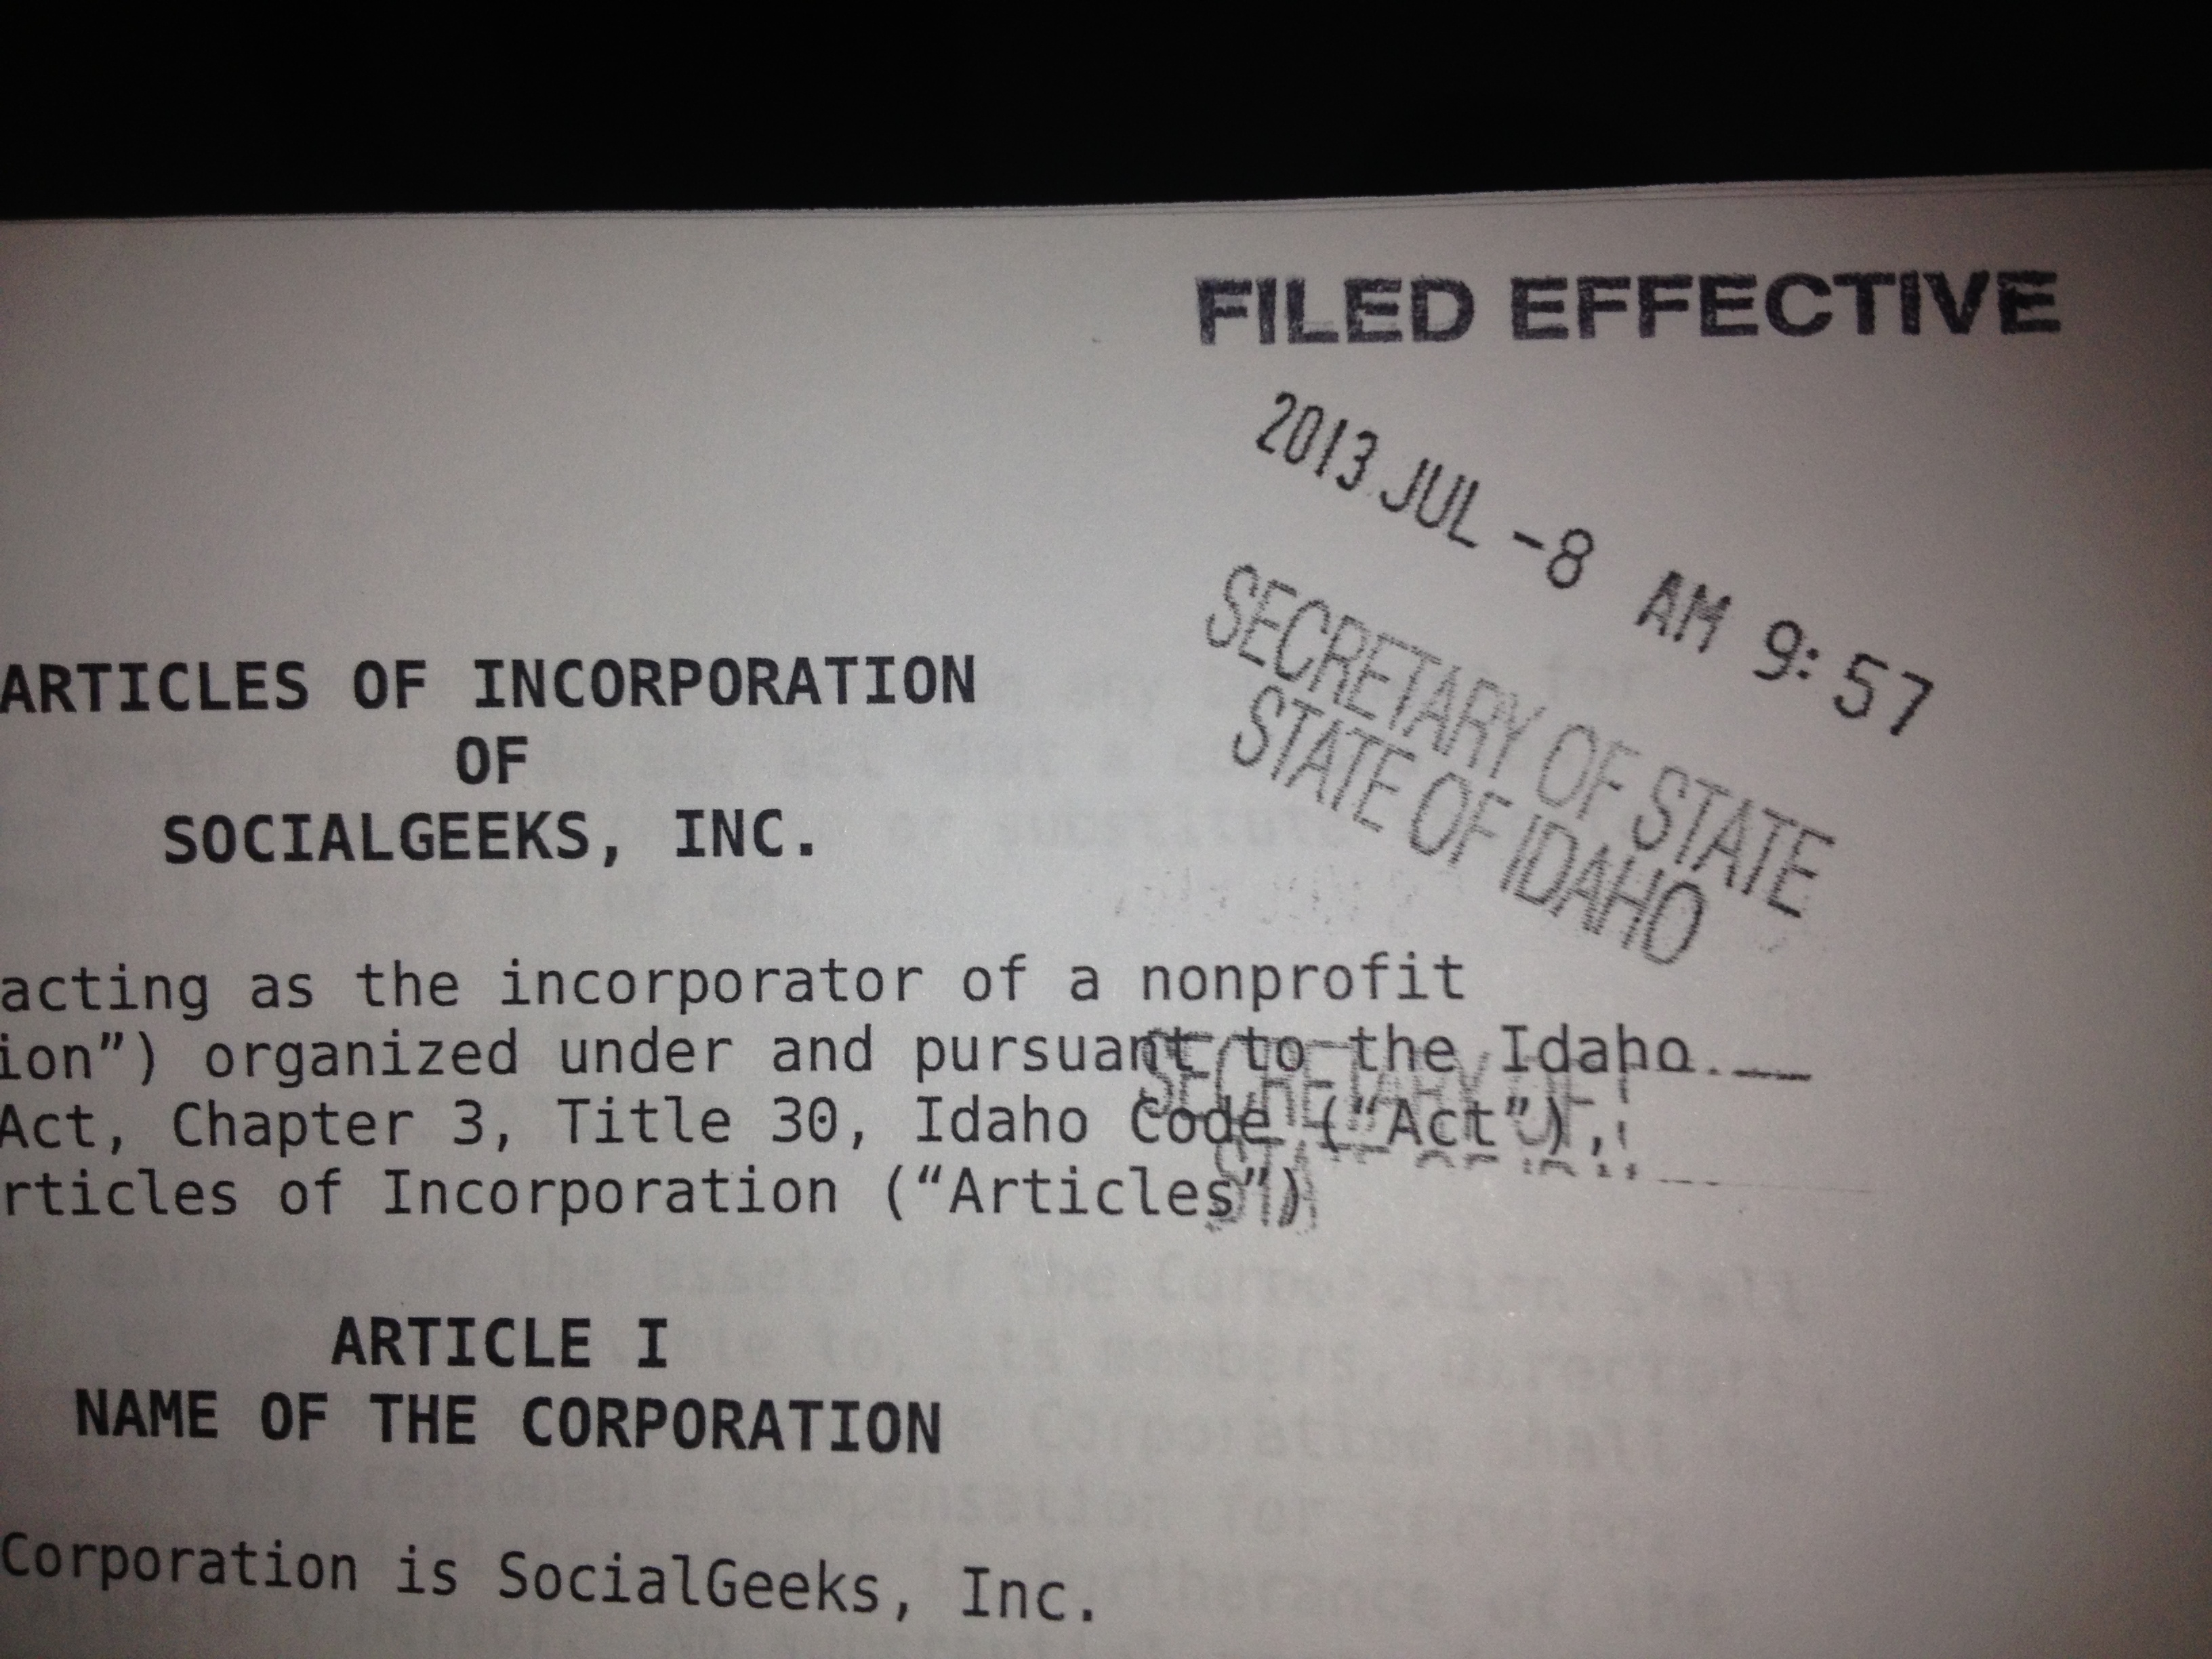 FILED EFFECTIVE
2013 JUL -8 AM 9:57
SECRETARY OF STATE
STATE OF IDAHO
ARTICLES OF INCORPORATION
OF
SOCIALGEEKS, INC.
acting as the incorporator of a nonprofit
ion”) organized under and pursuant to the Idaho
Act, Chapter 3, Title 30, Idaho Code (“Act”),
rticles of Incorporation (“Articles”)
SECRETARY OF
ARTICLE I
NAME OF THE CORPORATION
Corporation is SocialGeeks, Inc.